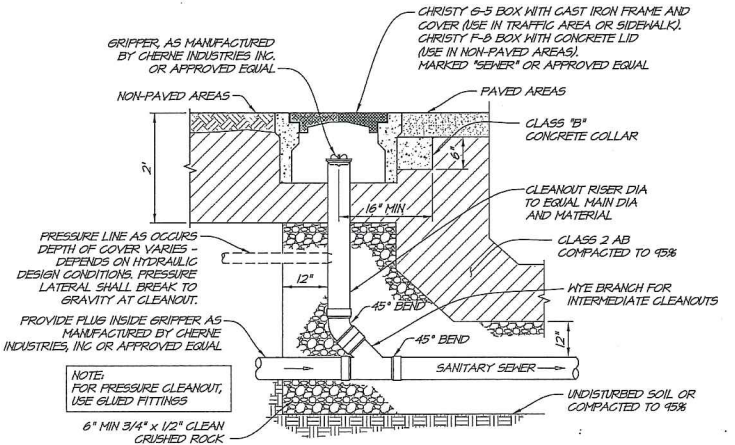 CHRISTY G-5 BOX WITH CAST IRON FRAME AND
COVER (USE IN TRAFFIC AREA OR SIDEWALK).
CHRISTY F-8 BOX WITH CONCRETE LID
(USE IN NON-PAVED AREAS).
MARKED "SEWER" OR APPROVED EQUAL
GRIPPER, AS MANUFACTURED
BY CHERNE INDUSTRIES INC.
OR APPROVED EQUAL
NON-PAVED AREAS
PAVED AREAS
CLASS "B"
CONCRETE COLLAR
2'
6"
16" MIN
CLEANOUT RISER DIA
TO EQUAL MAIN DIA
AND MATERIAL
PRESSURE LINE AS OCCURS
DEPTH OF COVER VARIES -
DEPENDS ON HYDRAULIC
DESIGN CONDITIONS. PRESSURE
LATERAL SHALL BREAK TO
GRAVITY AT CLEANOUT.
CLASS 2 AB
COMPACTED TO 95%
12"
WYE BRANCH FOR
INTERMEDIATE CLEANOUTS
45° BEND
PROVIDE PLUG INSIDE GRIPPER AS
MANUFACTURED BY CHERNE
INDUSTRIES, INC OR APPROVED EQUAL
45° BEND
12"
SANITARY SEWER
NOTE:
FOR PRESSURE CLEANOUT,
USE GLUED FITTINGS
UNDISTURBED SOIL OR
COMPACTED TO 95%
6" MIN 3/4" x 1/2" CLEAN
CRUSHED ROCK